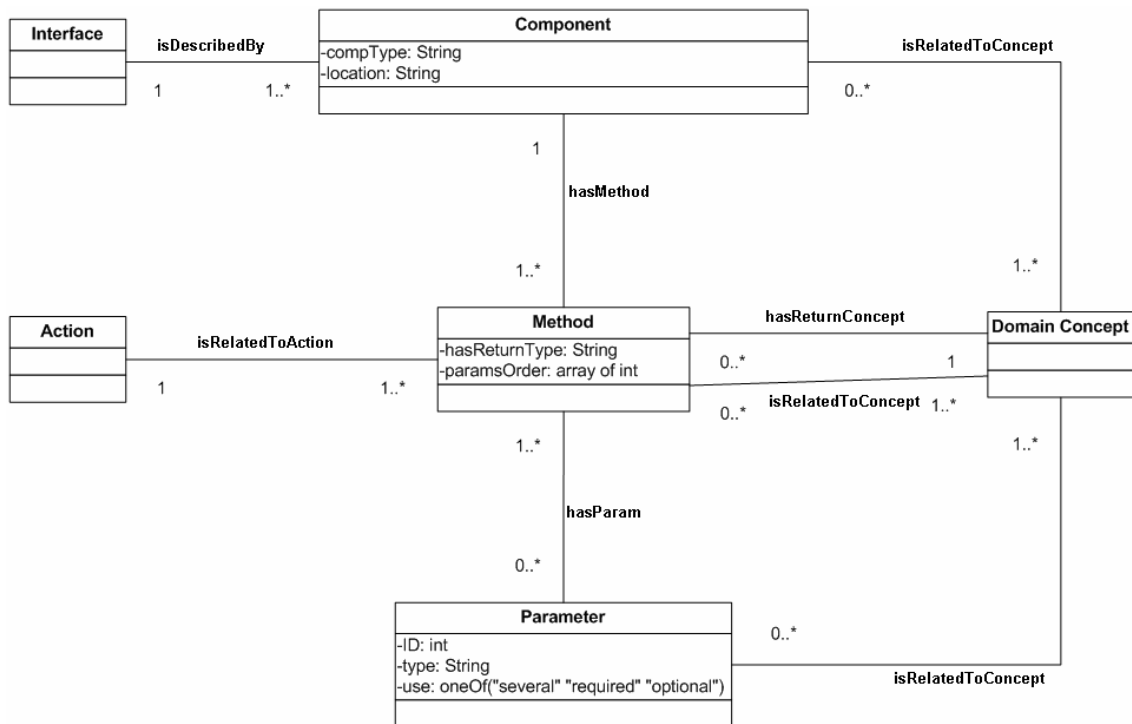 Interface
Component
isDescribedBy
isRelatedToConcept
-compType: String
-location: String
1
1..*
0..*
1
hasMethod
1..*
1..*
Action
Method
hasReturnConcept
Domain Concept
isRelatedToAction
-hasReturnType: String
-paramsOrder: array of int
0..*
1
1
1..*
isRelatedToConcept
0..*
1..*
1..*
1..*
hasParam
0..*
Parameter
-ID: int
-type: String
-use: oneOf("several" "required" "optional")
0..*
isRelatedToConcept